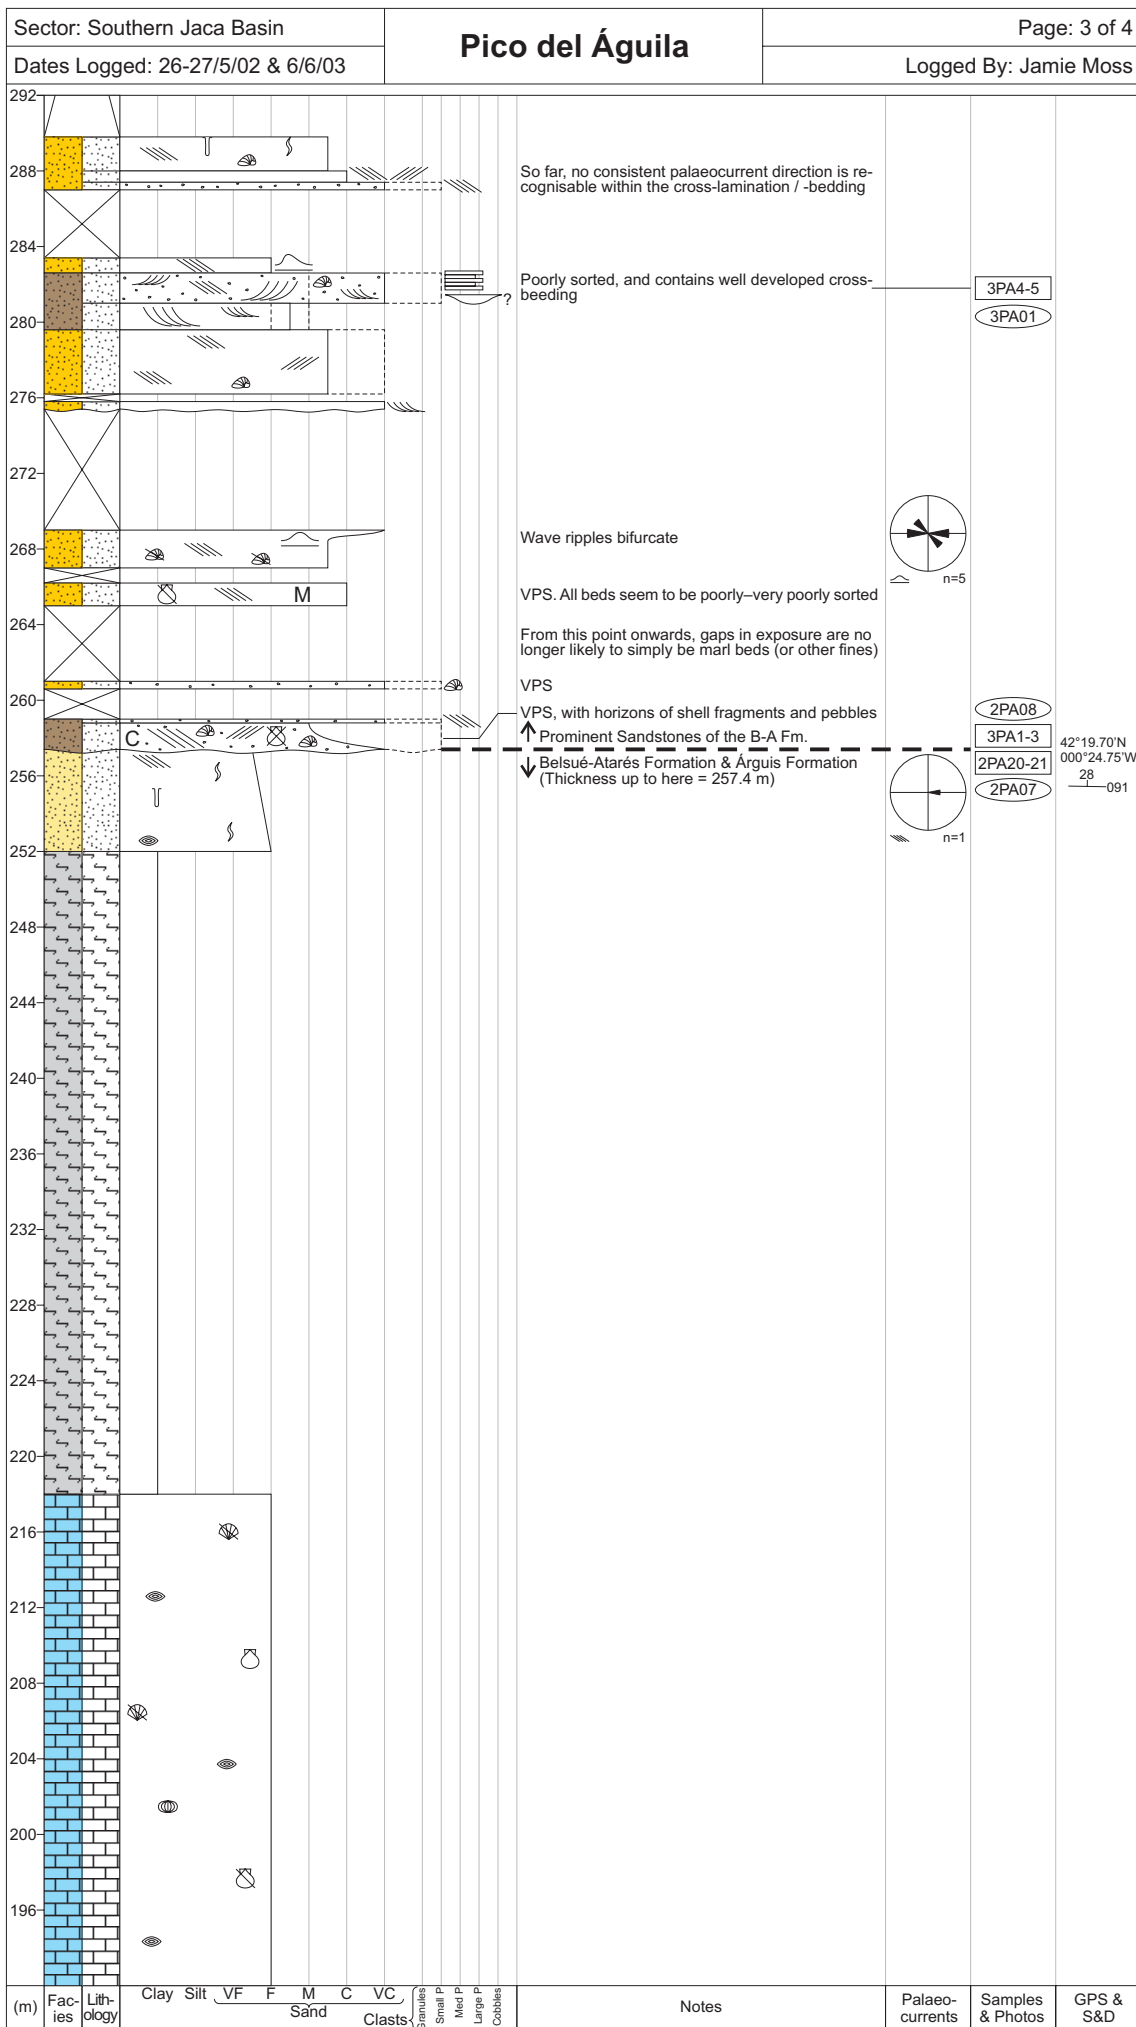 Sector: Southern Jaca Basin
Dates Logged: 26-27/5/02 & 6/6/03
Pico del Águila
Page: 3 of 4
Logged By: Jamie Moss
292
288
So far, no consistent palaeocurrent direction is re-
cognisable within the cross-lamination / -bedding
284
Poorly sorted, and contains well developed cross-
beeding
?
3PA4-5
3PA01
280
276
272
268
Wave ripples bifurcate
n=5
M
VPS. All beds seem to be poorly–very poorly sorted
264
From this point onwards, gaps in exposure are no
longer likely to simply be marl beds (or other fines)
VPS
260
VPS, with horizons of shell fragments and pebbles
C
Prominent Sandstones of the B-A Fm.
Belsué-Atarés Formation & Árguis Formation
(Thickness up to here = 257.4 m)
2PA08
3PA1-3
2PA20-21
2PA07
42°19.70'N
000°24.75'W
28
091
n=1
256
252
248
244
240
236
232
228
224
220
216
212
208
204
200
196
(m)
Fac-
ies
Lith-
ology
Clay Silt VF F M C VC
Sand
Clasts
Granules
Small P
Med P
Large P
Cobbles
Notes
Palaeo-
currents
Samples
& Photos
GPS &
S&D